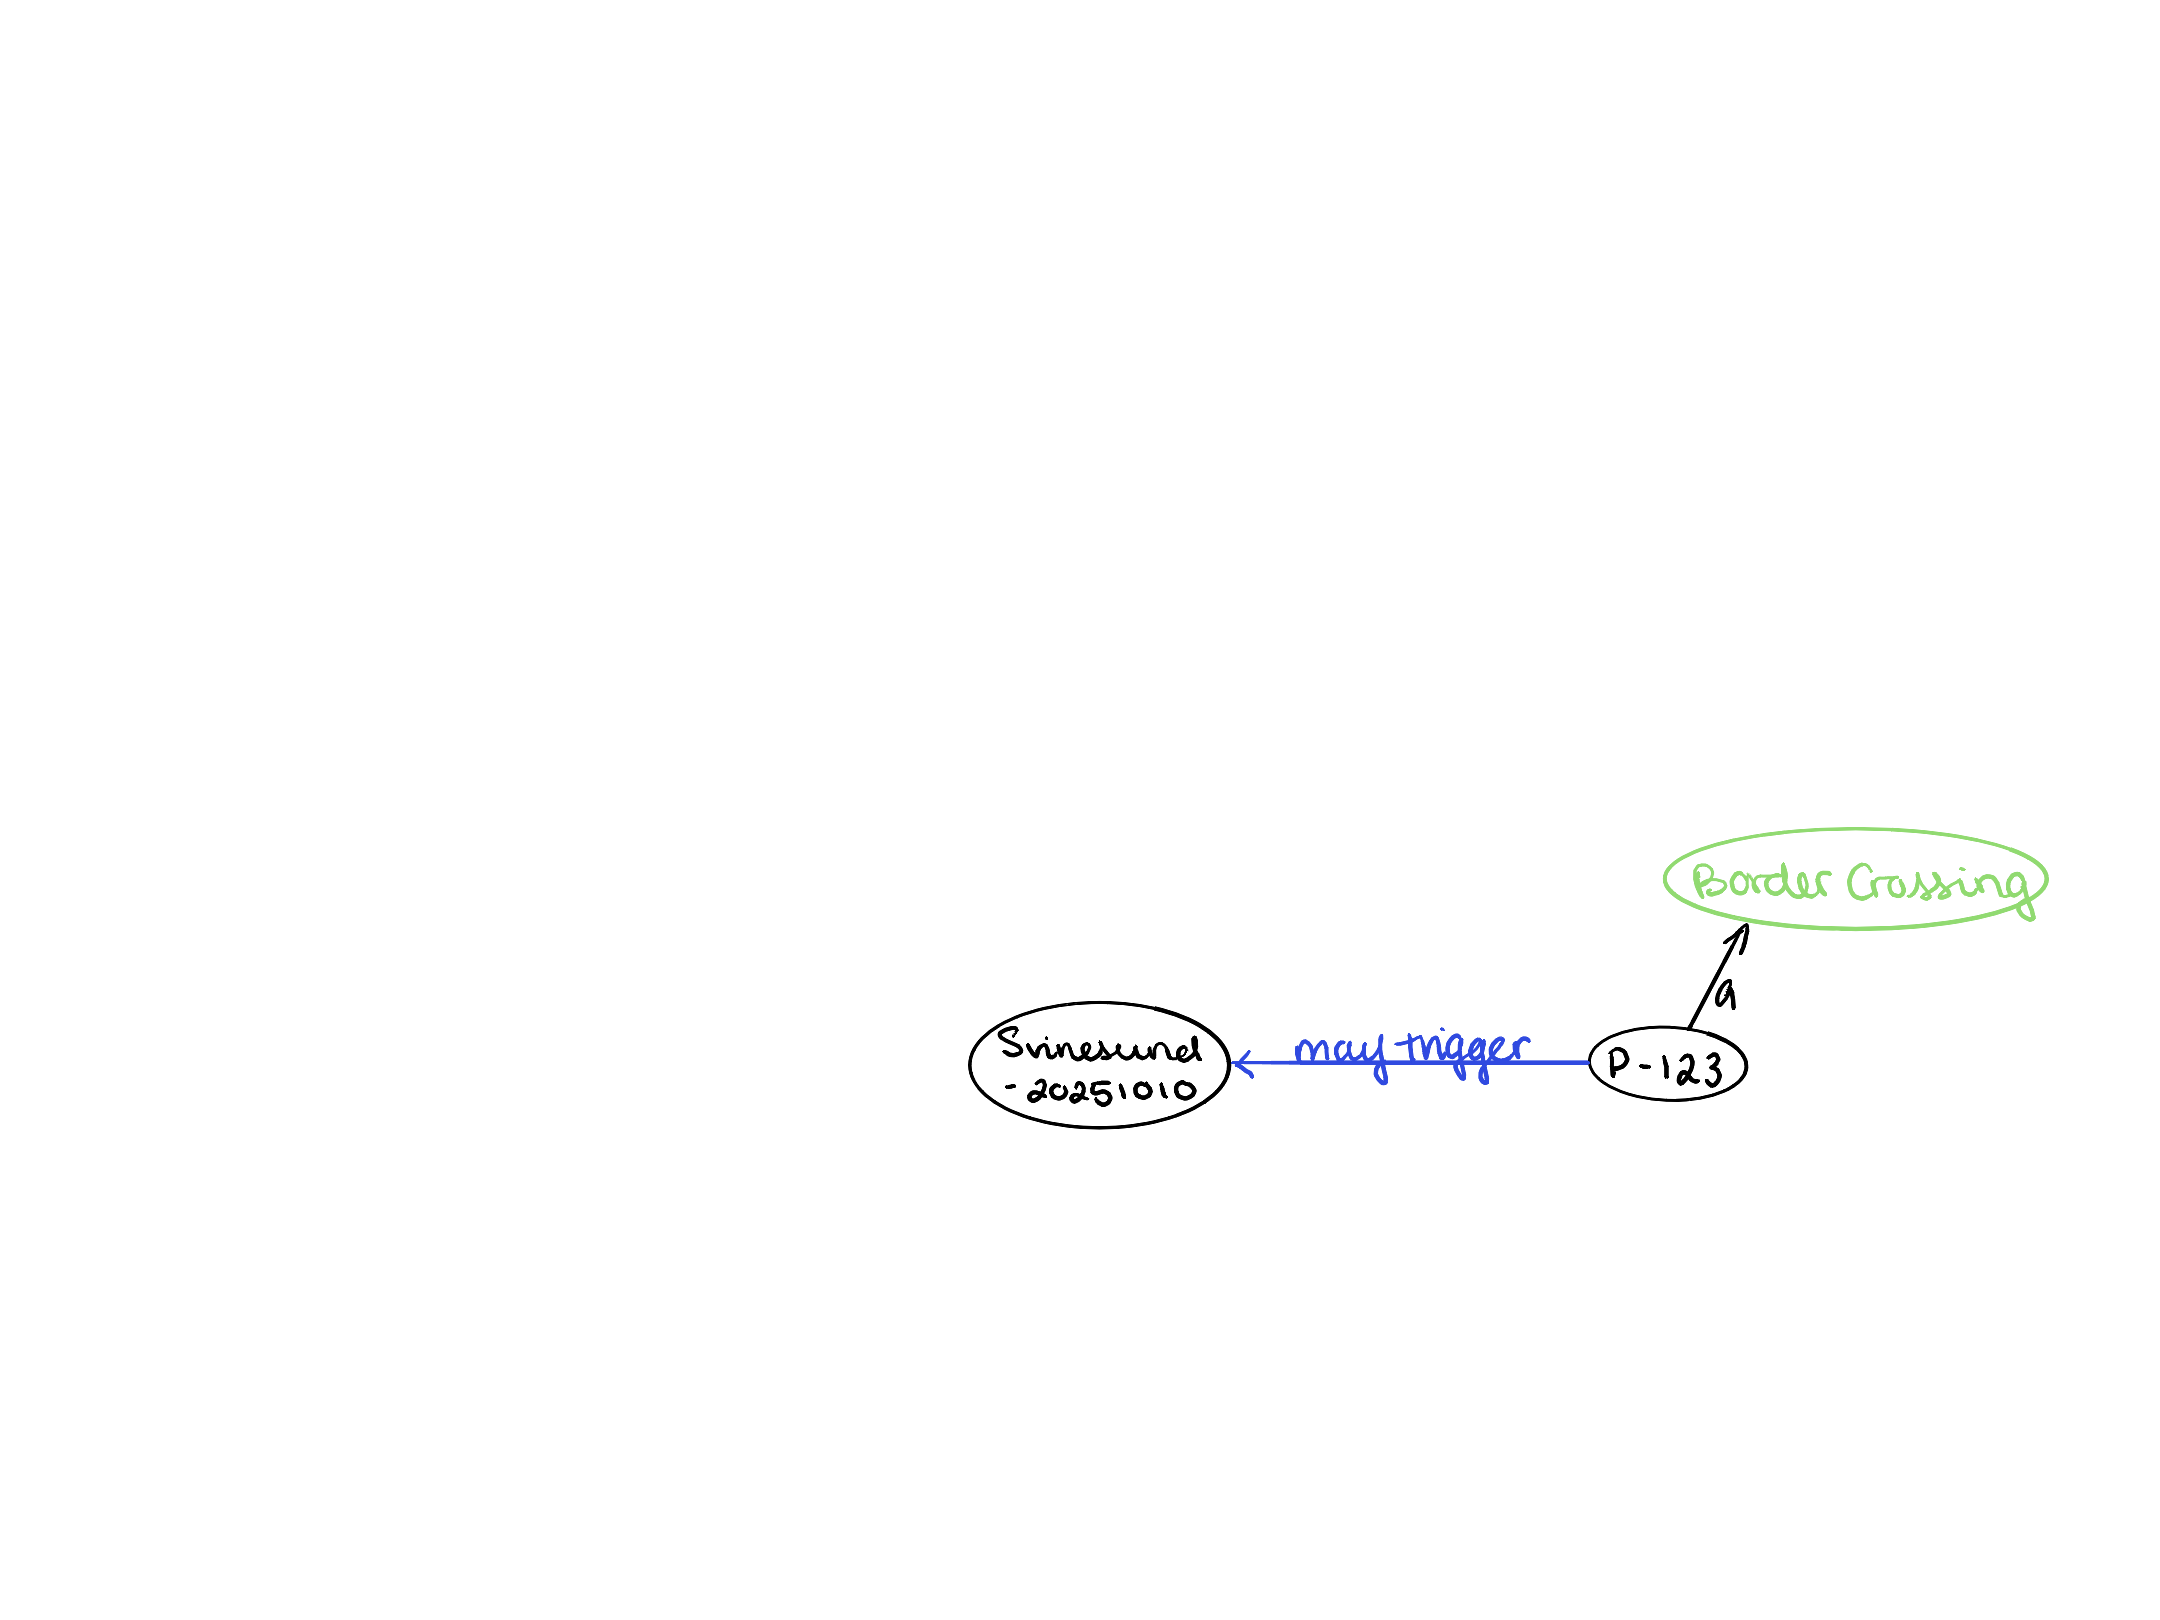 Border Crossing
a
Svinesund
- 20251010
may trigger
P-123